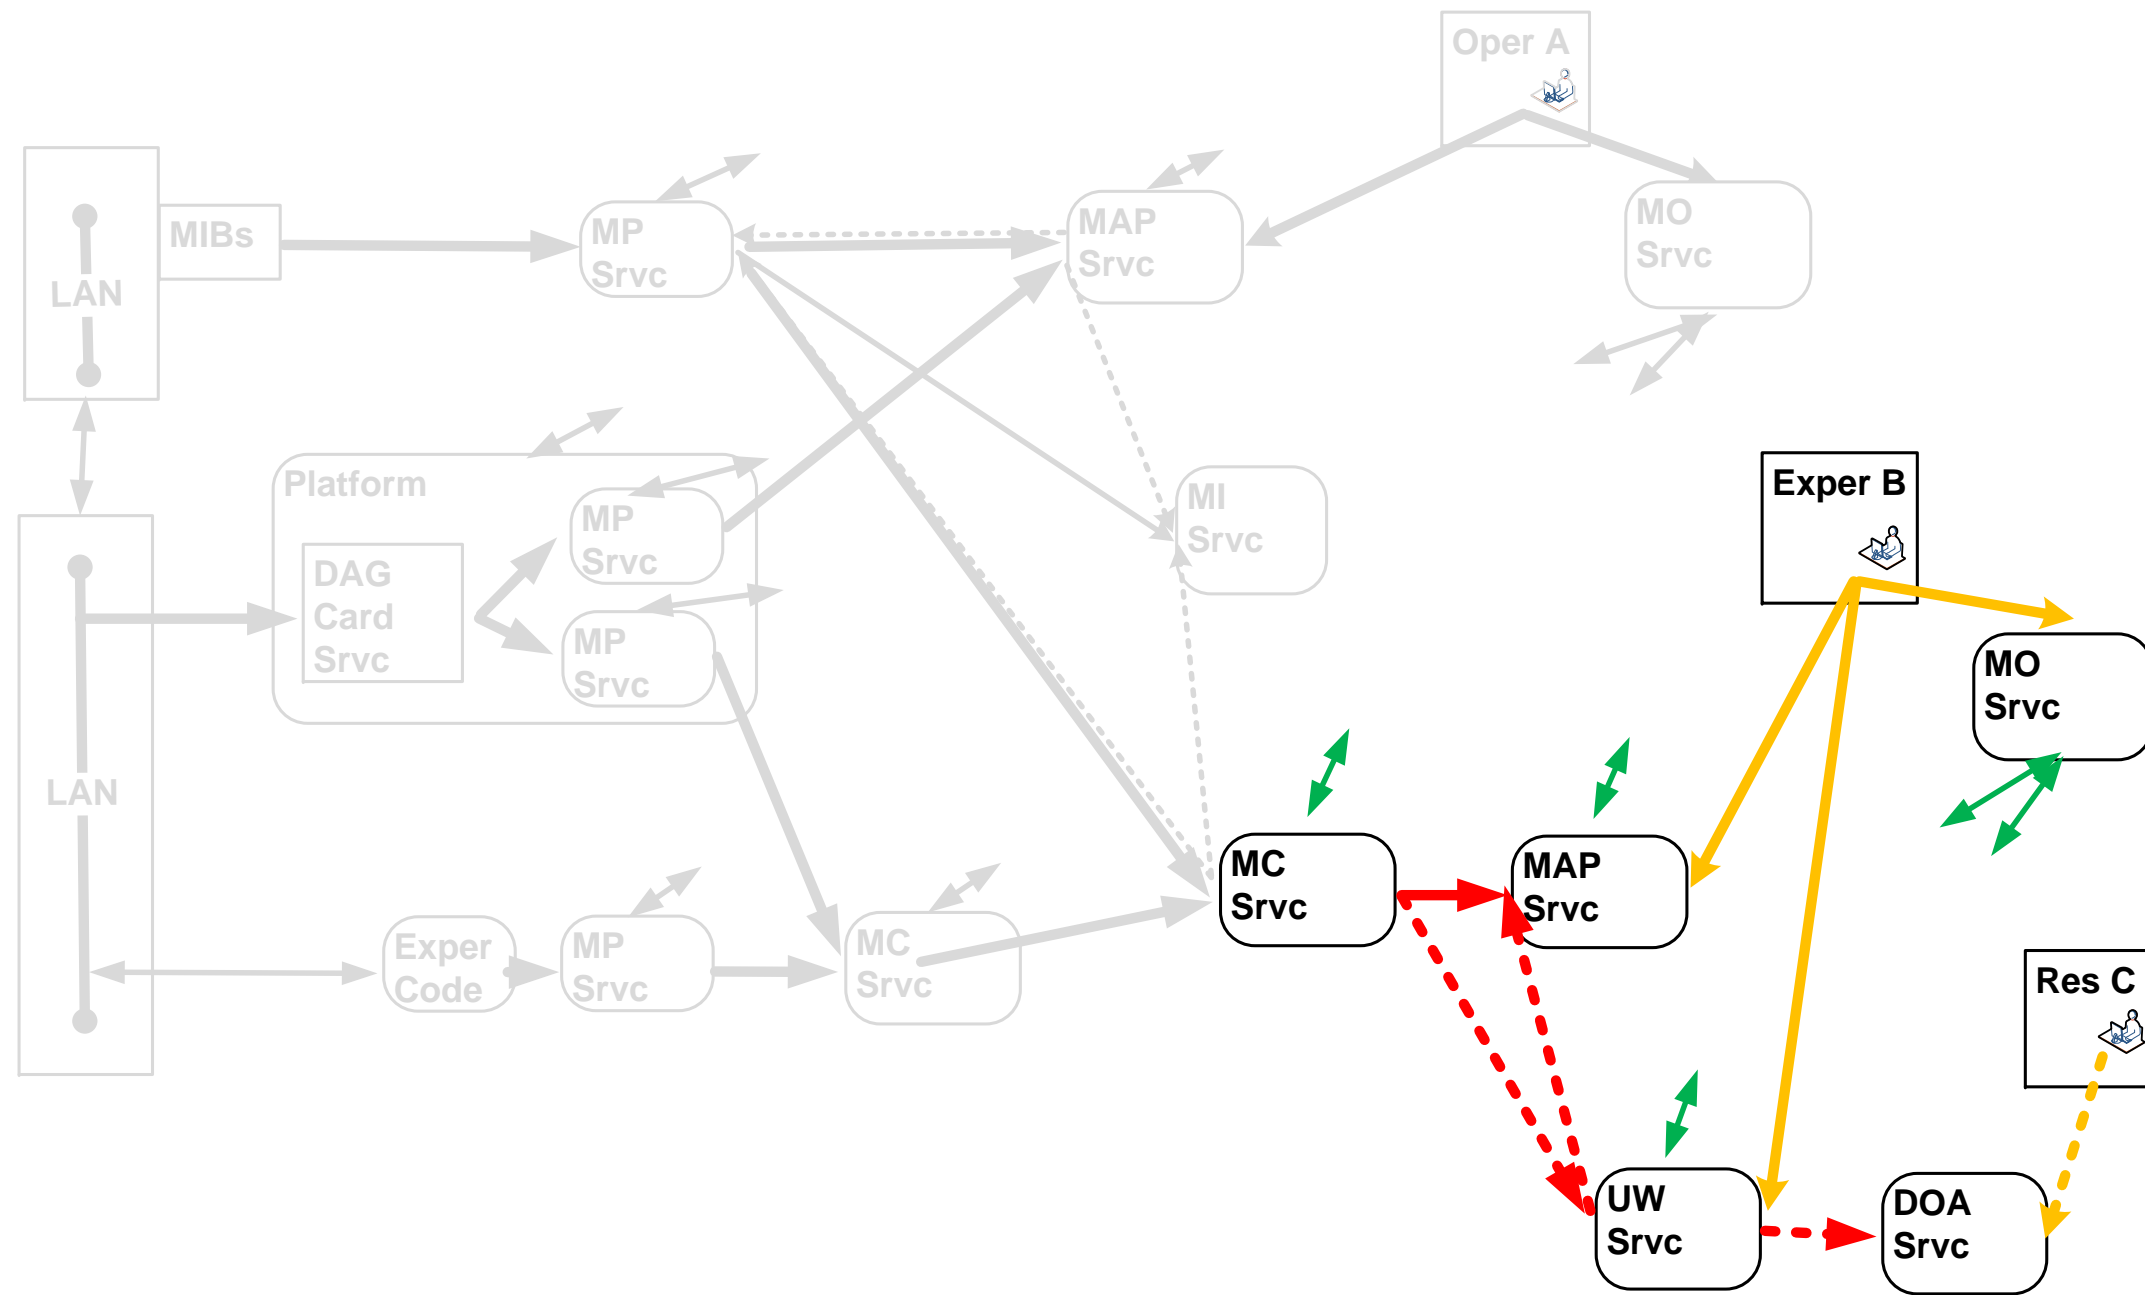 Oper A
MIBs
LAN
MP
Srvc
MAP
Srvc
MO
Srvc
Platform
DAG
Card
Srvc
MP
Srvc
MP
Srvc
MI
Srvc
Exper B
MO
Srvc
LAN
Exper
Code
MP
Srvc
MC
Srvc
MC
Srvc
MAP
Srvc
Res C
UW
Srvc
DOA
Srvc